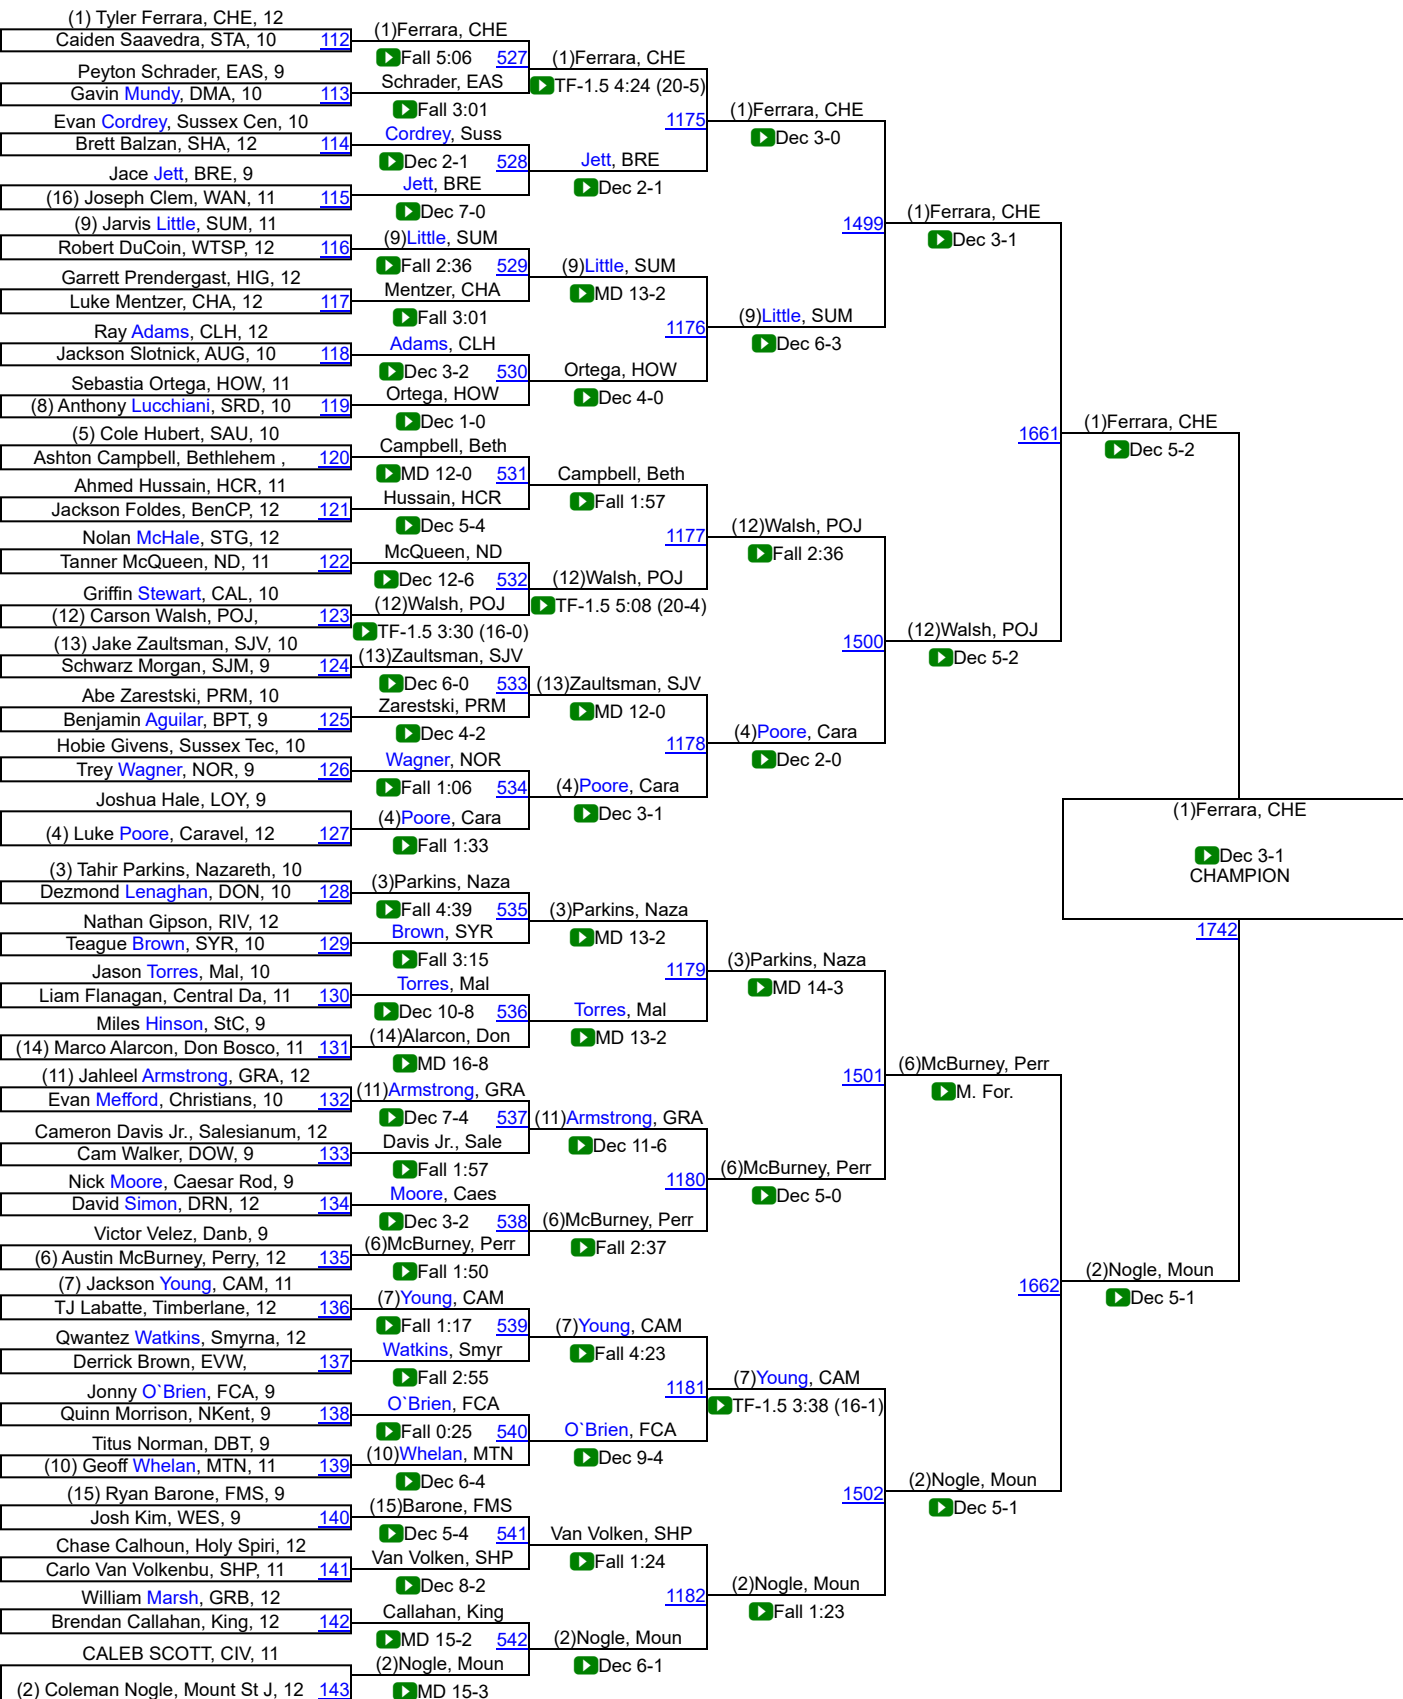 (1) Tyler Ferrara, CHE, 12
Caiden Saavedra, STA, 10 112
Peyton Schrader, EAS, 9
Gavin Mundy, DMA, 10 113
Evan Cordrey, Sussex Cen, 10
Brett Balzan, SHA, 12 114
Jace Jett, BRE, 9
(16) Joseph Clem, WAN, 11 115
(9) Jarvis Little, SUM, 11
Robert DuCoin, WTSP, 12 116
Garrett Prendergast, HIG, 12
Luke Mentzer, CHA, 12 117
Ray Adams, CLH, 12
Jackson Slotnick, AUG, 10 118
Sebastia Ortega, HOW, 11
(8) Anthony Lucchiani, SRD, 10 119
(5) Cole Hubert, SAU, 10
Ashton Campbell, Bethlehem , 120
Ahmed Hussain, HCR, 11
Jackson Foldes, BenCP, 12 121
Nolan McHale, STG, 12
Tanner McQueen, ND, 11 122
Griffin Stewart, CAL, 10
(12) Carson Walsh, POJ, 123
(13) Jake Zaultsman, SJV, 10
Schwarz Morgan, SJM, 9 124
Abe Zarestski, PRM, 10
Benjamin Aguilar, BPT, 9 125
Hobie Givens, Sussex Tec, 10
Trey Wagner, NOR, 9 126
Joshua Hale, LOY, 9
(4) Luke Poore, Caravel, 12 127
(3) Tahir Parkins, Nazareth, 10
Dezmond Lenaghan, DON, 10 128
Nathan Gipson, RIV, 12
Teague Brown, SYR, 10 129
Jason Torres, Mal, 10
Liam Flanagan, Central Da, 11 130
Miles Hinson, StC, 9
(14) Marco Alarcon, Don Bosco, 11 131
(11) Jahleel Armstrong, GRA, 12
Evan Mefford, Christians, 10 132
Cameron Davis Jr., Salesianum, 12
Cam Walker, DOW, 9 133
Nick Moore, Caesar Rod, 9
David Simon, DRN, 12 134
Victor Velez, Danb, 9
(6) Austin McBurney, Perry, 12 135
(7) Jackson Young, CAM, 11
TJ Labatte, Timberlane, 12 136
Qwantez Watkins, Smyrna, 12
Derrick Brown, EVW, 137
Jonny O`Brien, FCA, 9
Quinn Morrison, NKent, 9 138
Titus Norman, DBT, 9
(10) Geoff Whelan, MTN, 11 139
(15) Ryan Barone, FMS, 9
Josh Kim, WES, 9 140
Chase Calhoun, Holy Spiri, 12
Carlo Van Volkenbu, SHP, 11 141
William Marsh, GRB, 12
Brendan Callahan, King, 12 142
CALEB SCOTT, CIV, 11
(2) Coleman Nogle, Mount St J, 12 143
(1)Ferrara, CHE
Fall 5:06 527
Schrader, EAS
Fall 3:01
Cordrey, Suss
Dec 2-1 528
Jett, BRE
Dec 7-0
(9)Little, SUM
Fall 2:36 529
Mentzer, CHA
Fall 3:01
Adams, CLH
Dec 3-2 530
Ortega, HOW
Dec 1-0
Campbell, Beth
MD 12-0 531
Hussain, HCR
Dec 5-4
McQueen, ND
Dec 12-6 532
(12)Walsh, POJ
TF-1.5 3:30 (16-0)
(13)Zaultsman, SJV
Dec 6-0 533
Zarestski, PRM
Dec 4-2
Wagner, NOR
Fall 1:06 534
(4)Poore, Cara
Fall 1:33
(3)Parkins, Naza
Fall 4:39 535
Brown, SYR
Fall 3:15
Torres, Mal
Dec 10-8 536
(14)Alarcon, Don
MD 16-8
(11)Armstrong, GRA
Dec 7-4 537
Davis Jr., Sale
Fall 1:57
Moore, Caes
Dec 3-2 538
(6)McBurney, Perr
Fall 1:50
(7)Young, CAM
Fall 1:17 539
Watkins, Smyr
Fall 2:55
O`Brien, FCA
Fall 0:25 540
(10)Whelan, MTN
Dec 6-4
(15)Barone, FMS
Dec 5-4 541
Van Volken, SHP
Dec 8-2
Callahan, King
MD 15-2 542
(2)Nogle, Moun
MD 15-3
(1)Ferrara, CHE
TF-1.5 4:24 (20-5)
1175
Jett, BRE
Dec 2-1
(9)Little, SUM
MD 13-2
1176
Ortega, HOW
Dec 4-0
Campbell, Beth
Fall 1:57
1177
(12)Walsh, POJ
TF-1.5 5:08 (20-4)
(13)Zaultsman, SJV
MD 12-0
1178
(4)Poore, Cara
Dec 3-1
(3)Parkins, Naza
MD 13-2
1179
Torres, Mal
MD 13-2
(11)Armstrong, GRA
Dec 11-6
1180
(6)McBurney, Perr
Fall 2:37
(7)Young, CAM
Fall 4:23
1181
O`Brien, FCA
Dec 9-4
Van Volken, SHP
Fall 1:24
1182
(2)Nogle, Moun
Dec 6-1
(1)Ferrara, CHE
Dec 3-0
1499
(9)Little, SUM
Dec 6-3
(12)Walsh, POJ
Fall 2:36
1500
(4)Poore, Cara
Dec 2-0
(3)Parkins, Naza
MD 14-3
1501
(6)McBurney, Perr
Dec 5-0
(7)Young, CAM
TF-1.5 3:38 (16-1)
1502
(2)Nogle, Moun
Fall 1:23
(1)Ferrara, CHE
Dec 3-1
1661
(12)Walsh, POJ
Dec 5-2
(6)McBurney, Perr
M. For.
1662
(2)Nogle, Moun
Dec 5-1
(1)Ferrara, CHE
Dec 5-2
(1)Ferrara, CHE
Dec 3-1
CHAMPION
1742
(2)Nogle, Moun
Dec 5-1